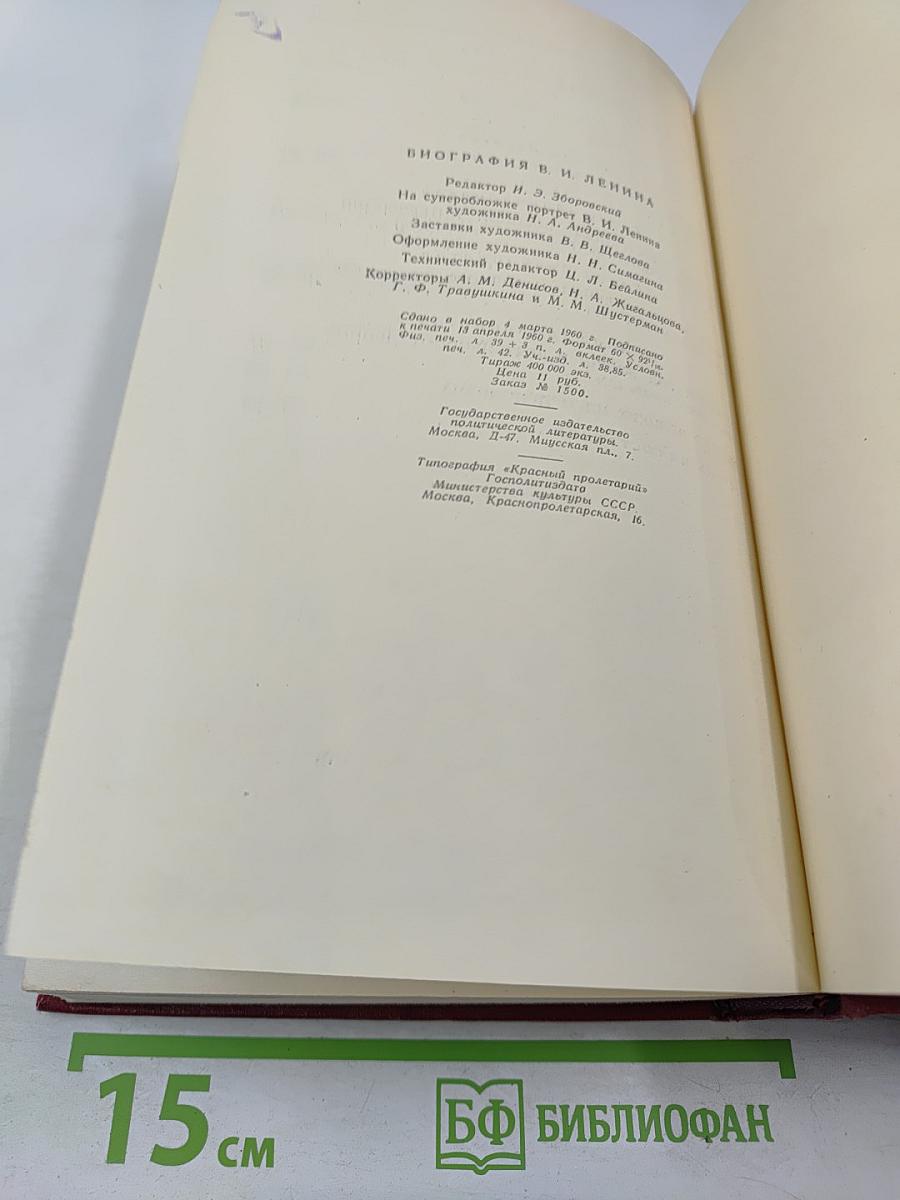 БИОГРАФИЯ В. И. ЛЕНИНА
Редактор И. Э. Зборовский
На суперобложке портрет В. И. Ленина
художника Н. А. Андреева
Заставки художника В. В. Щеглова
Оформление художника Н. Н. Симагина
Технический редактор Ц. Л. Бейлина
Корректоры А. М. Денисов, Н. А. Жигальцова,
Г. Ф. Травушкина и М. М. Шустерман
Сдано в набор 4 марта 1960 г. Подписано
к печати 13 апреля 1960 г. Формат 60 × 92¹/₁₆.
Физ. печ. л. 39 + 3 п. л. вклеек. Условн.
печ. л. 42. Уч.-изд. л. 38,85.
Тираж 400 000 экз.
Цена 11 руб.
Заказ № 1500.
Государственное издательство
политической литературы.
Москва, Д-47. Миусская пл., 7.
Типография «Красный пролетарий»
Госполитиздата
Министерства культуры СССР.
Москва, Краснопролетарская, 16.
15 см
БФ БИБЛИОФАН